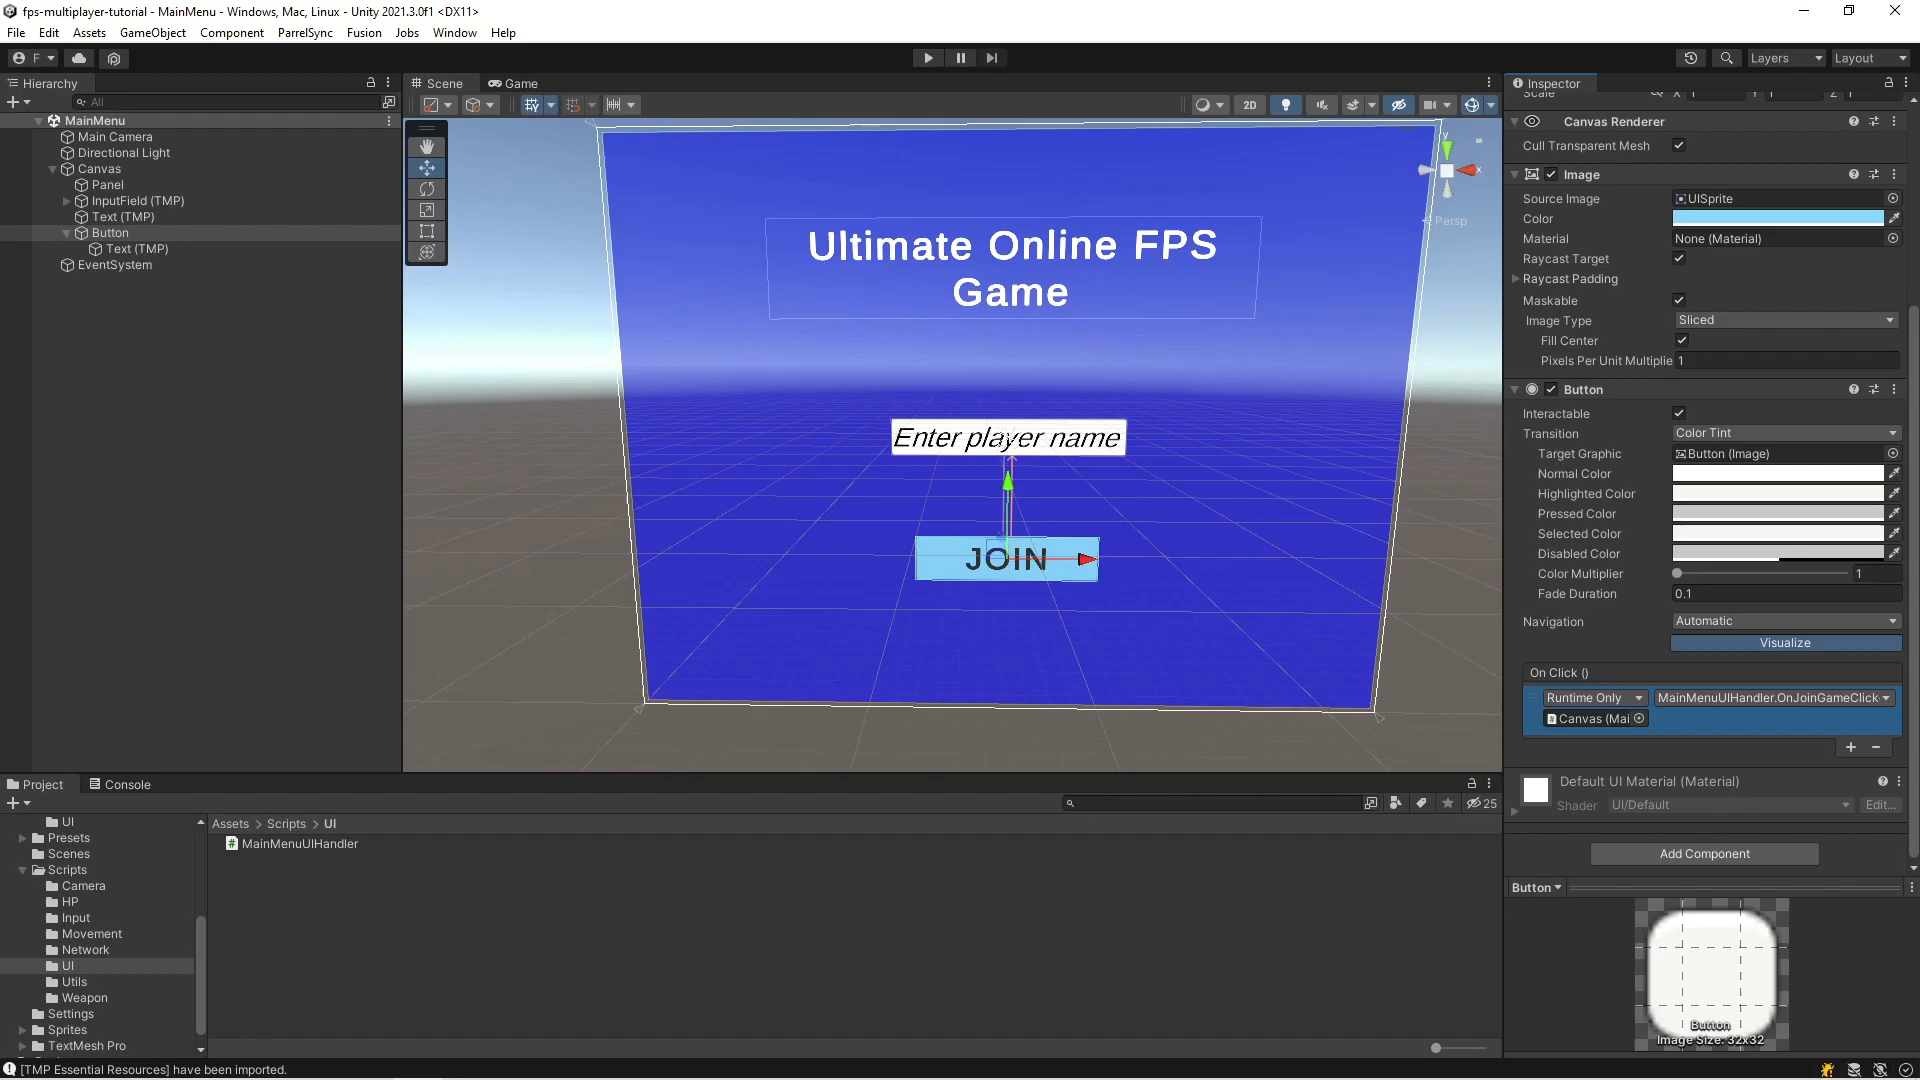 fps-multiplayer-tutorial - MainMenu - Windows, Mac, Linux - Unity 2021.3.0f1 <DX11>
File Edit Assets GameObject Component ParrelSync Fusion Jobs Window Help
F Layers Layout
Hierarchy
All
MainMenu
Main Camera
Directional Light
Canvas
Panel
InputField (TMP)
Text (TMP)
Button
Text (TMP)
EventSystem
Scene Game
2D
y
x
Persp
Ultimate Online FPS
Game
Enter player name
JOIN
Inspector
Scale X 1 Y 1 Z 1
Canvas Renderer
Cull Transparent Mesh
Image
Source Image UISprite
Color
Material None (Material)
Raycast Target
Raycast Padding
Maskable
Image Type Sliced
Fill Center
Pixels Per Unit Multiplie 1
Button
Interactable
Transition Color Tint
Target Graphic Button (Image)
Normal Color
Highlighted Color
Pressed Color
Selected Color
Disabled Color
Color Multiplier 1
Fade Duration 0.1
Navigation Automatic
Visualize
On Click ()
Runtime Only MainMenuUIHandler.OnJoinGameClick
Canvas (Mai
Default UI Material (Material)
Shader UI/Default Edit...
Add Component
Button
Button
Image Size: 32x32
Project Console
25
UI
Presets
Scenes
Scripts
Camera
HP
Input
Movement
Network
UI
Utils
Weapon
Settings
Sprites
TextMesh Pro
Assets > Scripts > UI
MainMenuUIHandler
[TMP Essential Resources] have been imported.